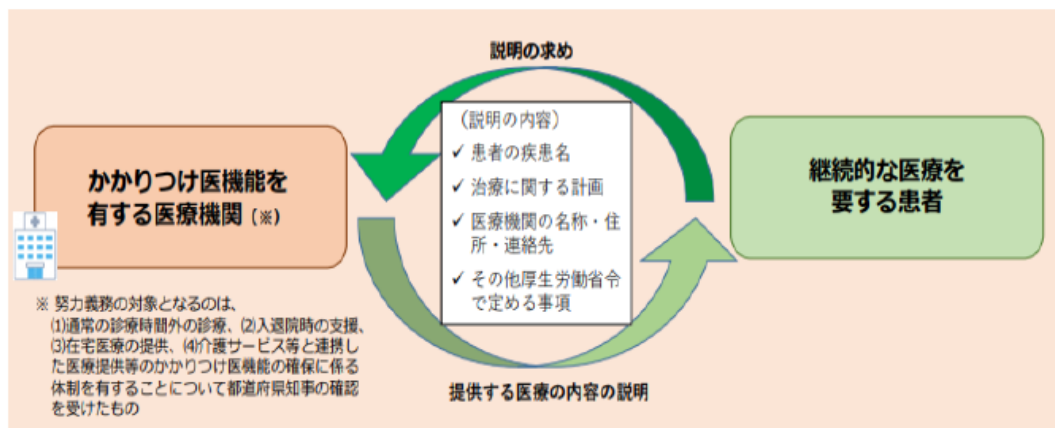 説明の求め
かかりつけ医機能を
有する医療機関（※）
（説明の内容）
✓ 患者の疾患名
✓ 治療に関する計画
✓ 医療機関の名称・住
所・連絡先
✓ その他厚生労働省令
で定める事項
継続的な医療を
要する患者
※ 努力義務の対象となるのは、
⑴通常の診療時間外の診療、⑵入退院時の支援、
⑶在宅医療の提供、⑷介護サービス等と連携し
た医療提供等のかかりつけ医機能の確保に係る
体制を有することについて都道府県知事の確認
を受けたもの
提供する医療の内容の説明